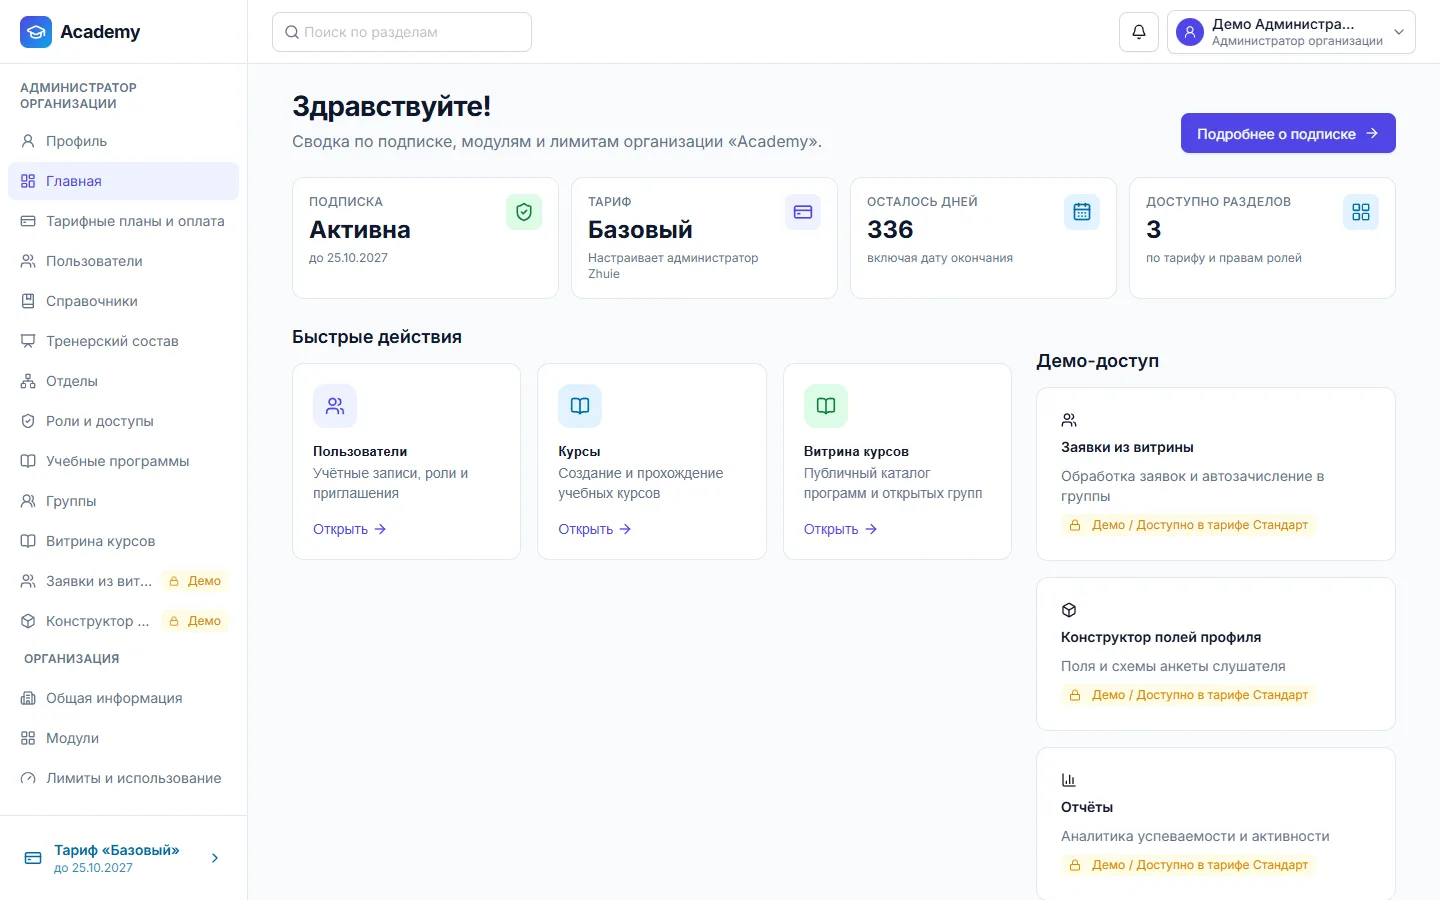 Academy
Поиск по разделам
Демо Администра...
Администратор организации
АДМИНИСТРАТОР
ОРГАНИЗАЦИИ
Профиль
Главная
Тарифные планы и оплата
Пользователи
Справочники
Тренерский состав
Отделы
Роли и доступы
Учебные программы
Группы
Витрина курсов
Заявки из вит... Демо
Конструктор ... Демо
ОРГАНИЗАЦИЯ
Общая информация
Модули
Лимиты и использование
Тариф «Базовый»
до 25.10.2027
Здравствуйте!
Сводка по подписке, модулям и лимитам организации «Academy».
Подробнее о подписке
ПОДПИСКА
Активна
до 25.10.2027
ТАРИФ
Базовый
Настраивает администратор
Zhuie
ОСТАЛОСЬ ДНЕЙ
336
включая дату окончания
ДОСТУПНО РАЗДЕЛОВ
3
по тарифу и правам ролей
Быстрые действия
Пользователи
Учётные записи, роли и
приглашения
Открыть
Курсы
Создание и прохождение
учебных курсов
Открыть
Витрина курсов
Публичный каталог
программ и открытых групп
Открыть
Демо-доступ
Заявки из витрины
Обработка заявок и автозачисление в
группы
Демо / Доступно в тарифе Стандарт
Конструктор полей профиля
Поля и схемы анкеты слушателя
Демо / Доступно в тарифе Стандарт
Отчёты
Аналитика успеваемости и активности
Демо / Доступно в тарифе Стандарт